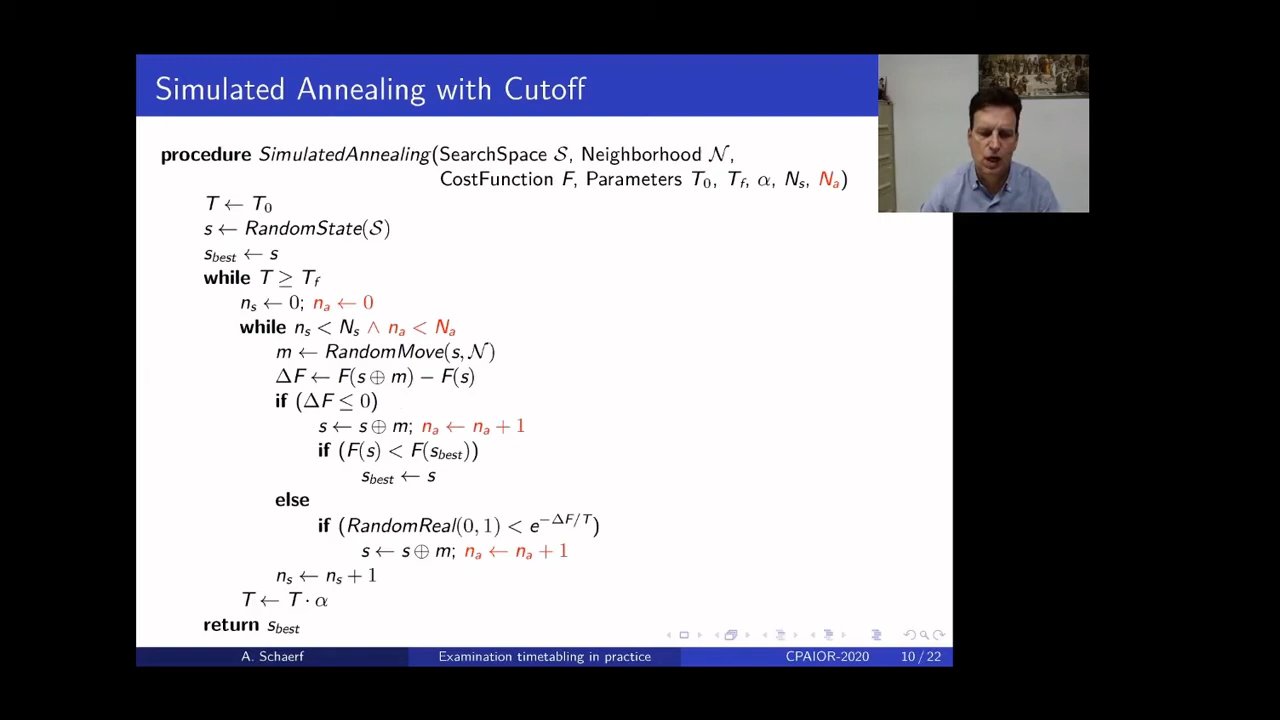 Simulated Annealing with Cutoff
procedure SimulatedAnnealing(SearchSpace 𝒮, Neighborhood 𝒩,
CostFunction F, Parameters T₀, T_f, α, N_s, N_a)
T ← T₀
s ← RandomState(𝒮)
s_best ← s
while T ≥ T_f
n_s ← 0; n_a ← 0
while n_s < N_s ∧ n_a < N_a
m ← RandomMove(s, 𝒩)
ΔF ← F(s ⊕ m) − F(s)
if (ΔF ≤ 0)
s ← s ⊕ m; n_a ← n_a + 1
if (F(s) < F(s_best))
s_best ← s
else
if (RandomReal(0, 1) < e^{−ΔF/T})
s ← s ⊕ m; n_a ← n_a + 1
n_s ← n_s + 1
T ← T · α
return s_best
A. Schaerf Examination timetabling in practice CPAIOR-2020 10 / 22